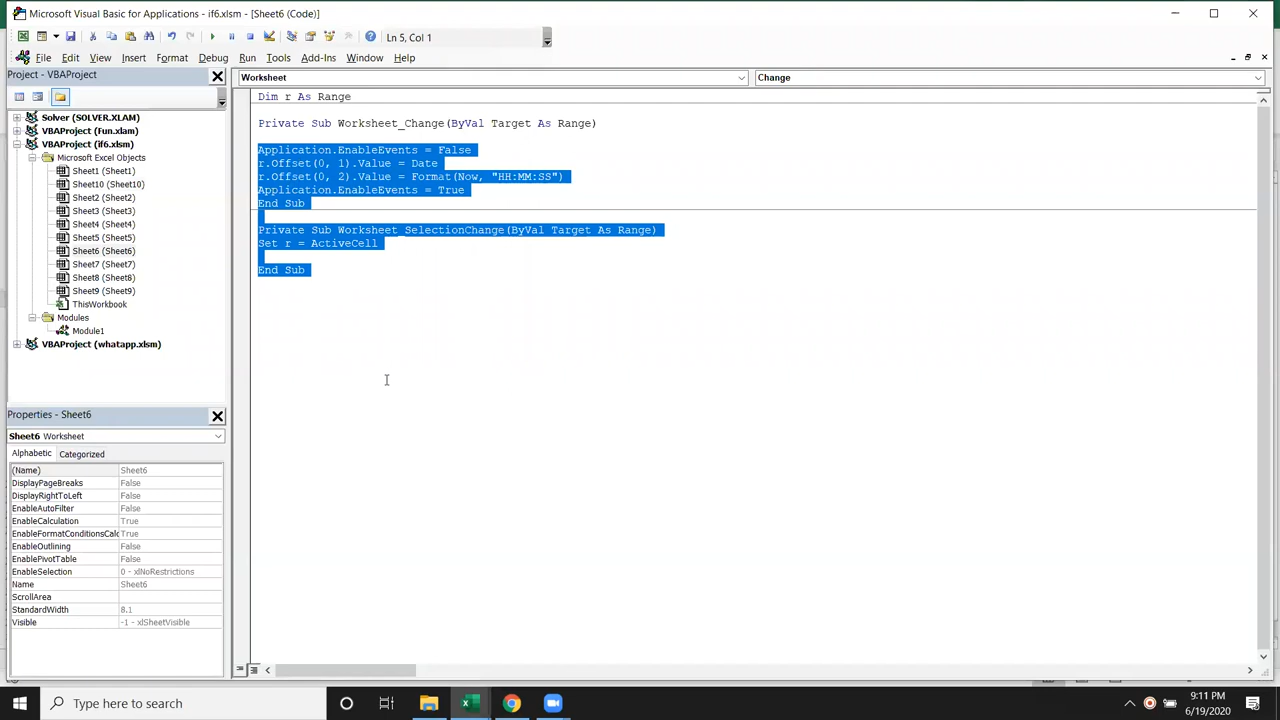 Microsoft Visual Basic for Applications - if6.xlsm - [Sheet6 (Code)]
Ln 5, Col 1
File Edit View Insert Format Debug Run Tools Add-Ins Window Help
Project - VBAProject
Solver (SOLVER.XLAM)
VBAProject (Fun.xlam)
VBAProject (if6.xlsm)
Microsoft Excel Objects
Sheet1 (Sheet1)
Sheet10 (Sheet10)
Sheet2 (Sheet2)
Sheet3 (Sheet3)
Sheet4 (Sheet4)
Sheet5 (Sheet5)
Sheet6 (Sheet6)
Sheet7 (Sheet7)
Sheet8 (Sheet8)
Sheet9 (Sheet9)
ThisWorkbook
Modules
Module1
VBAProject (whatapp.xlsm)
Properties - Sheet6
Sheet6 Worksheet
Alphabetic Categorized
(Name) Sheet6
DisplayPageBreaks False
DisplayRightToLeft False
EnableAutoFilter False
EnableCalculation True
EnableFormatConditionsCalc True
EnableOutlining False
EnablePivotTable False
EnableSelection 0 - xlNoRestrictions
Name Sheet6
ScrollArea
StandardWidth 8.1
Visible -1 - xlSheetVisible
Worksheet Change
Dim r As Range
Private Sub Worksheet_Change(ByVal Target As Range)
Application.EnableEvents = False
r.Offset(0, 1).Value = Date
r.Offset(0, 2).Value = Format(Now, "HH:MM:SS")
Application.EnableEvents = True
End Sub
Private Sub Worksheet_SelectionChange(ByVal Target As Range)
Set r = ActiveCell
End Sub
Type here to search
9:11 PM
6/19/2020